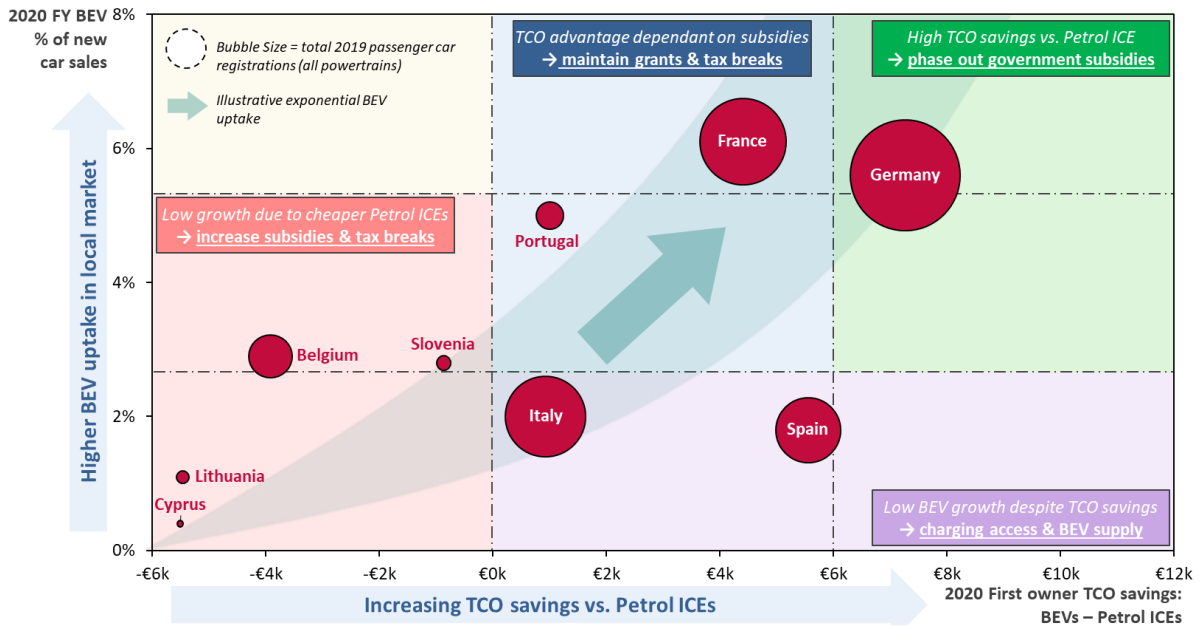 2020 FY BEV
% of new
car sales
Higher BEV uptake in local market
8%
6%
4%
2%
0%
Bubble Size = total 2019 passenger car
registrations (all powertrains)
Illustrative exponential BEV
uptake
TCO advantage dependant on subsidies
→ maintain grants & tax breaks
High TCO savings vs. Petrol ICE
→ phase out government subsidies
Low growth due to cheaper Petrol ICEs
→ increase subsidies & tax breaks
France
Germany
Portugal
Belgium
Slovenia
Italy
Spain
Lithuania
Cyprus
Low BEV growth despite TCO savings
→ charging access & BEV supply
-€6k
-€4k
-€2k
€0k
€2k
€4k
€6k
€8k
€10k
€12k
Increasing TCO savings vs. Petrol ICEs
2020 First owner TCO savings:
BEVs – Petrol ICEs